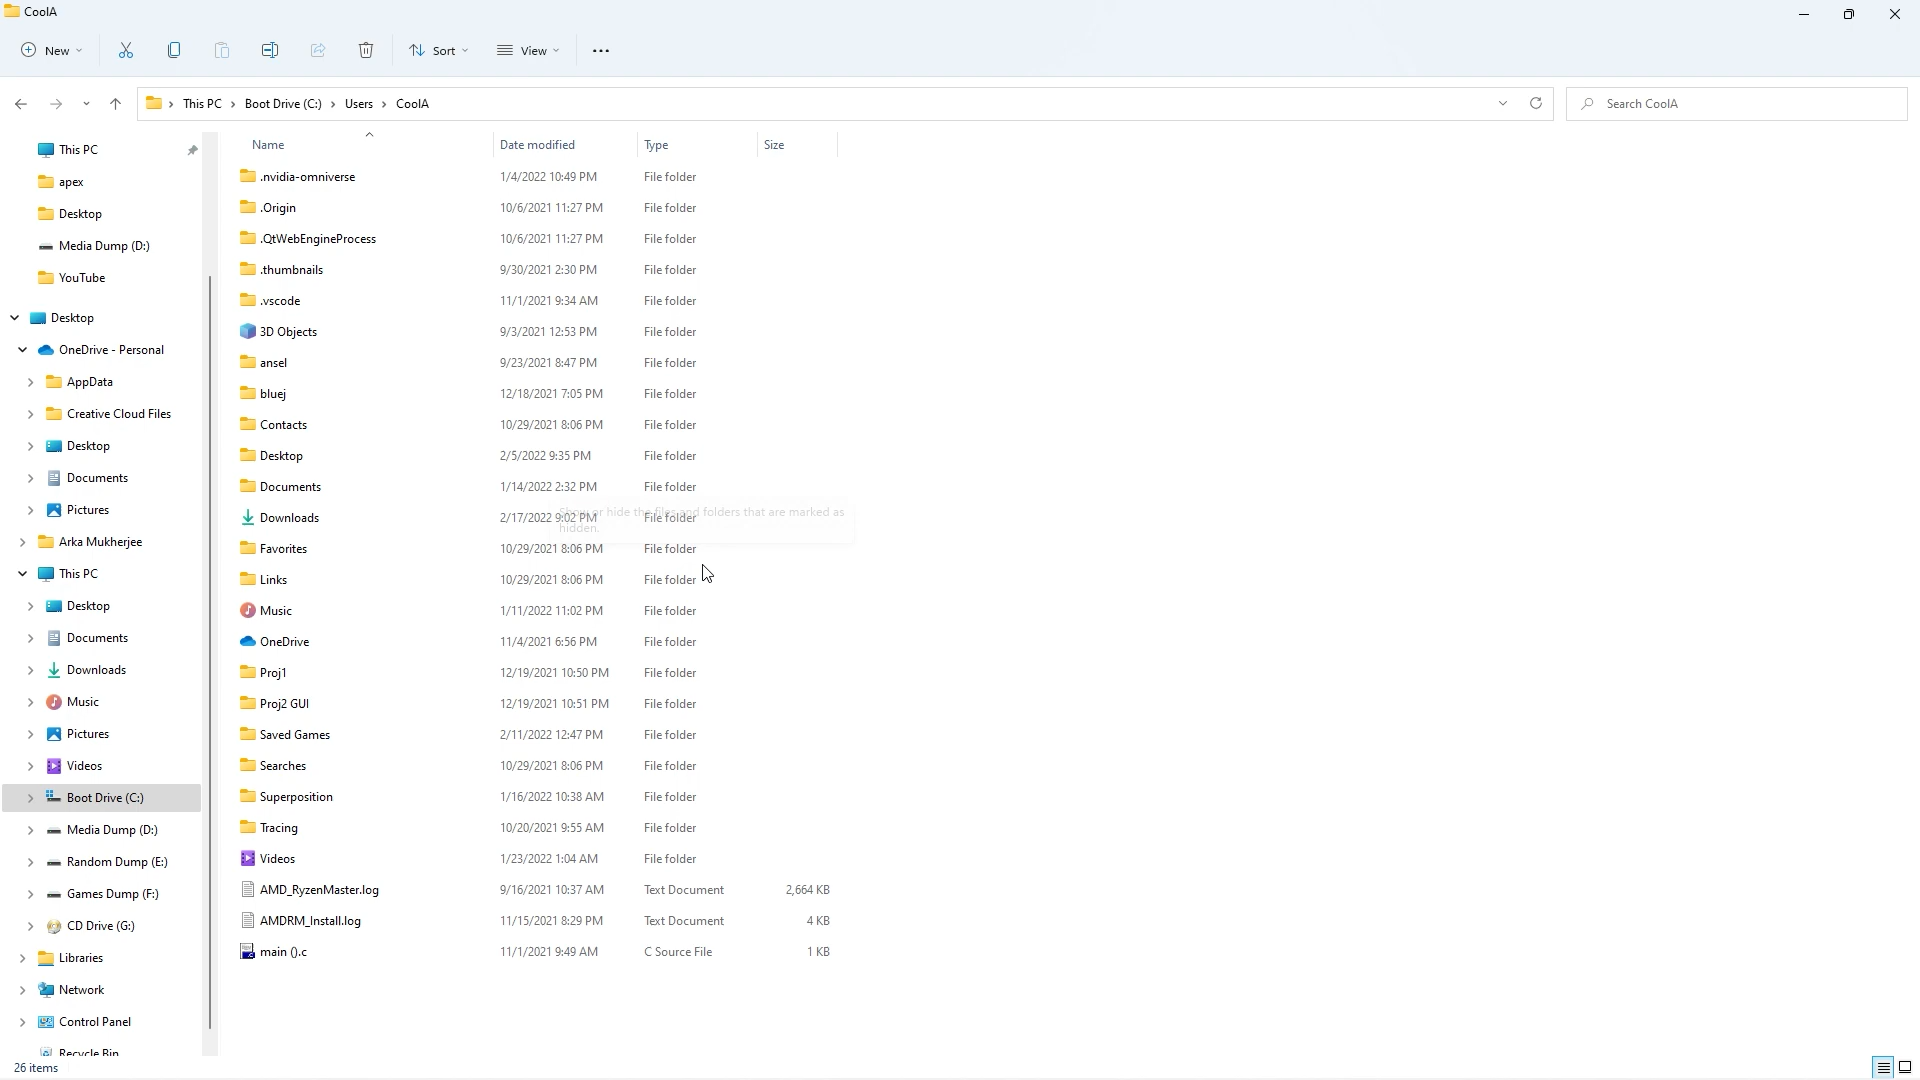 CoolA
New
Sort
View
This PC
Boot Drive (C:)
Users
CoolA
Search CoolA
This PC
apex
Desktop
Media Dump (D:)
YouTube
Desktop
OneDrive - Personal
AppData
Creative Cloud Files
Desktop
Documents
Pictures
Arka Mukherjee
This PC
Desktop
Documents
Downloads
Music
Pictures
Videos
Boot Drive (C:)
Media Dump (D:)
Random Dump (E:)
Games Dump (F:)
CD Drive (G:)
Libraries
Network
Control Panel
Recycle Bin
Name Date modified Type Size
.nvidia-omniverse 1/4/2022 10:49 PM File folder
.Origin 10/6/2021 11:27 PM File folder
.QtWebEngineProcess 10/6/2021 11:27 PM File folder
.thumbnails 9/30/2021 2:30 PM File folder
.vscode 11/1/2021 9:34 AM File folder
3D Objects 9/3/2021 12:53 PM File folder
ansel 9/23/2021 8:47 PM File folder
bluej 12/18/2021 7:05 PM File folder
Contacts 10/29/2021 8:06 PM File folder
Desktop 2/5/2022 9:35 PM File folder
Documents 1/14/2022 2:32 PM File folder
Show or hide the files and folders that are marked as
hidden.
Downloads 2/17/2022 9:02 PM File folder
Favorites 10/29/2021 8:06 PM File folder
Links 10/29/2021 8:06 PM File folder
Music 1/11/2022 11:02 PM File folder
OneDrive 11/4/2021 6:56 PM File folder
Proj1 12/19/2021 10:50 PM File folder
Proj2 GUI 12/19/2021 10:51 PM File folder
Saved Games 2/11/2022 12:47 PM File folder
Searches 10/29/2021 8:06 PM File folder
Superposition 1/16/2022 10:38 AM File folder
Tracing 10/20/2021 9:55 AM File folder
Videos 1/23/2022 1:04 AM File folder
AMD_RyzenMaster.log 9/16/2021 10:37 AM Text Document 2,664 KB
AMDRM_Install.log 11/15/2021 8:29 PM Text Document 4 KB
main ().c 11/1/2021 9:49 AM C Source File 1 KB
26 items